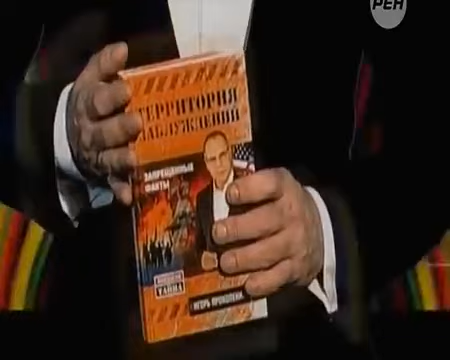 РЕН
ТЕРРИТОРИЯ
ЗАБЛУЖДЕНИЙ
ЗАПРЕЩЕННЫЕ
ФАКТЫ
ТАЙНА
ИГОРЬ ПРОКОПЕНКО